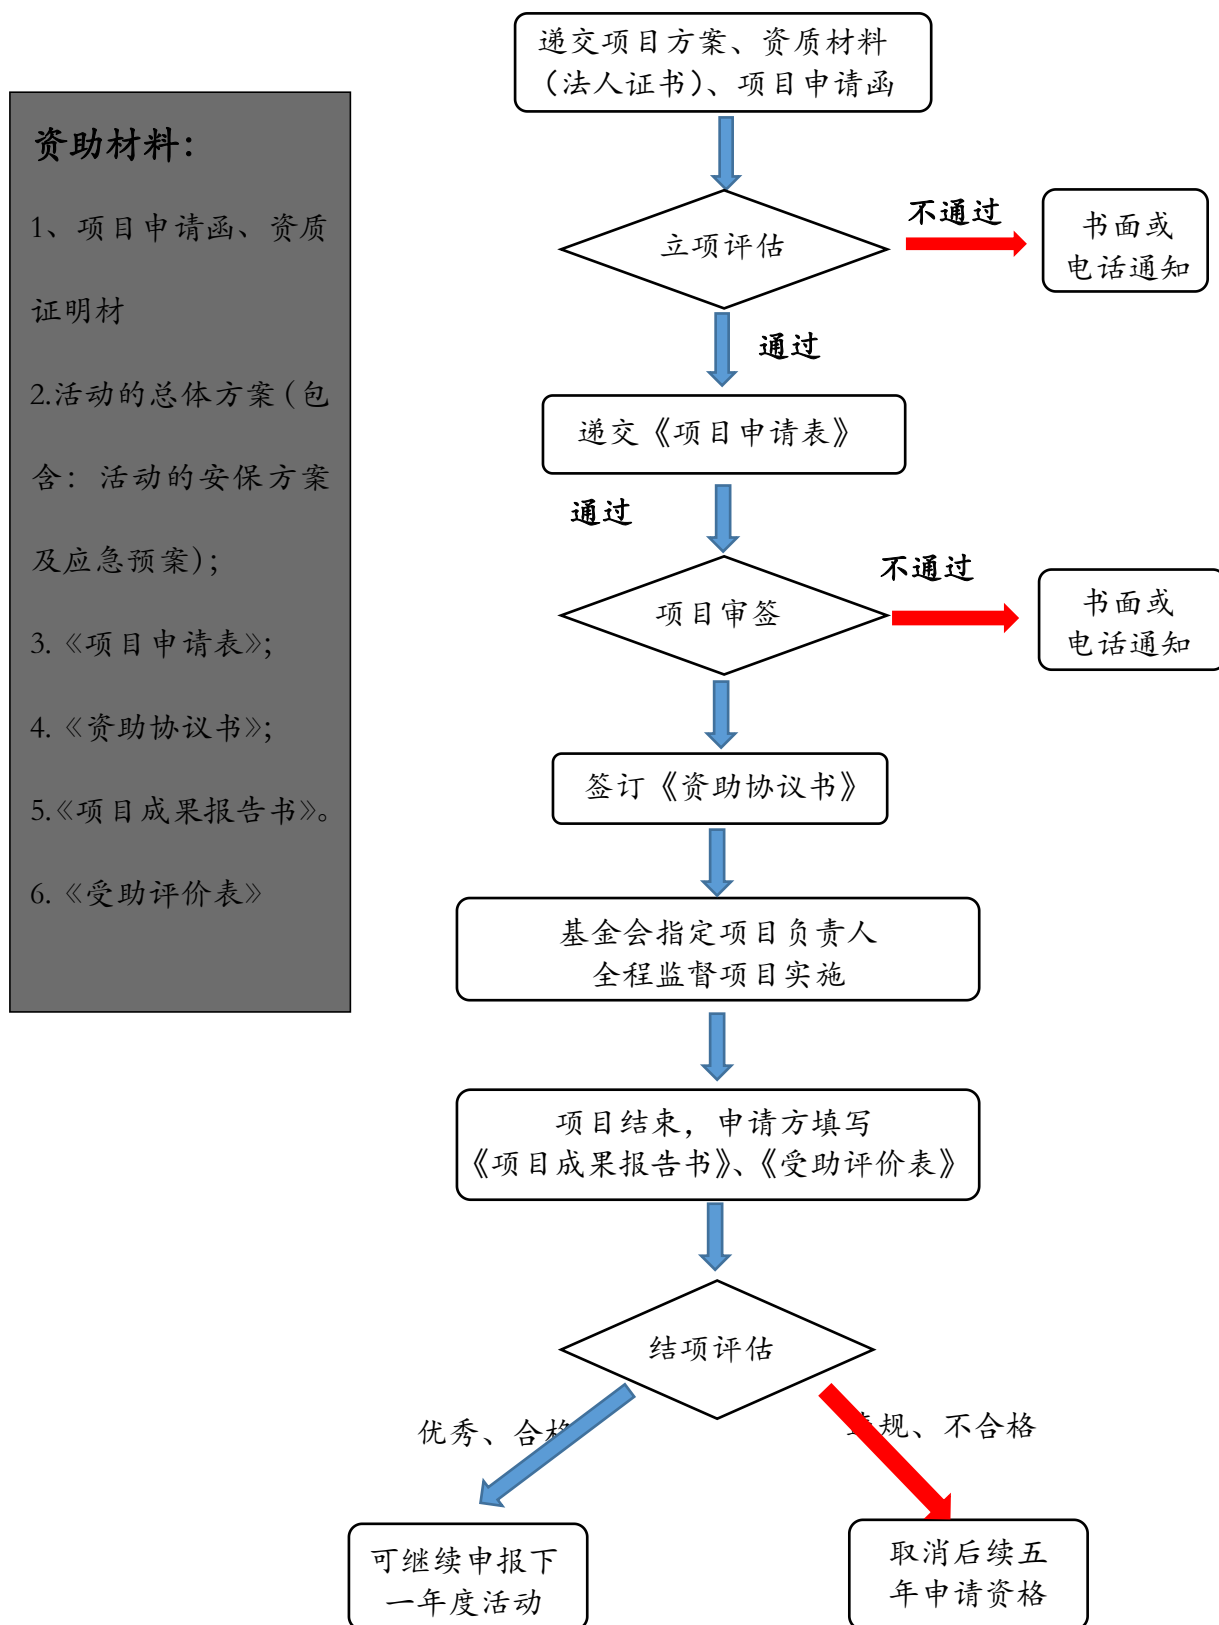 资助材料：
1、项目申请函、资质
证明材
2.活动的总体方案（包
含：活动的安保方案
及应急预案）；
3.《项目申请表》；
4.《资助协议书》；
5.《项目成果报告书》。
6.《受助评价表》
递交项目方案、资质材料
（法人证书）、项目申请函
立项评估
不通过
书面或
电话通知
通过
递交《项目申请表》
通过
项目审签
不通过
书面或
电话通知
签订《资助协议书》
基金会指定项目负责人
全程监督项目实施
项目结束，申请方填写
《项目成果报告书》、《受助评价表》
结项评估
优秀、合格
规、不合格
可继续申报下
一年度活动
取消后续五
年申请资格